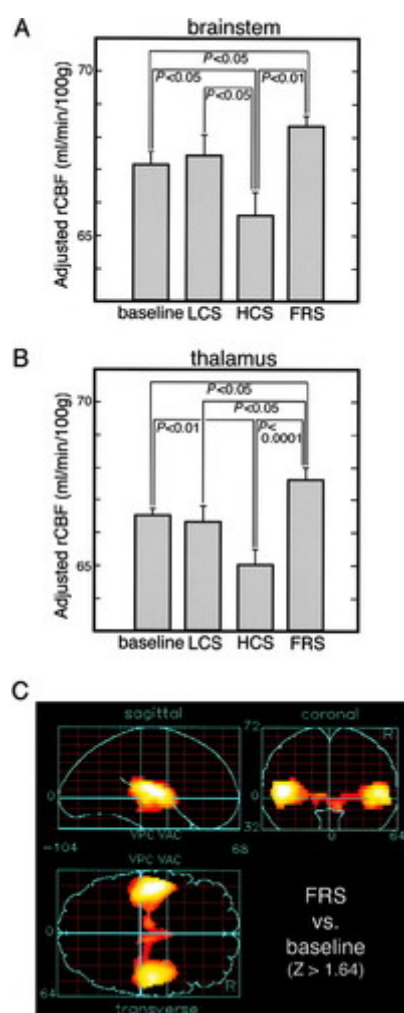 A
brainstem
Adjusted rCBF (ml/min/100g)
70
65
P<0.05
P<0.05
P<0.01
P<0.05
baseline LCS HCS FRS
B
thalamus
Adjusted rCBF (ml/min/100g)
70
65
P<0.05
P<0.05
P<0.01
P<
0.0001
baseline LCS HCS FRS
C
sagittal
coronal
72
R
0
0
32
VPC VAC
-104
68
0
64
VPC VAC
0
64
R
transverse
FRS
vs.
baseline
(Z > 1.64)